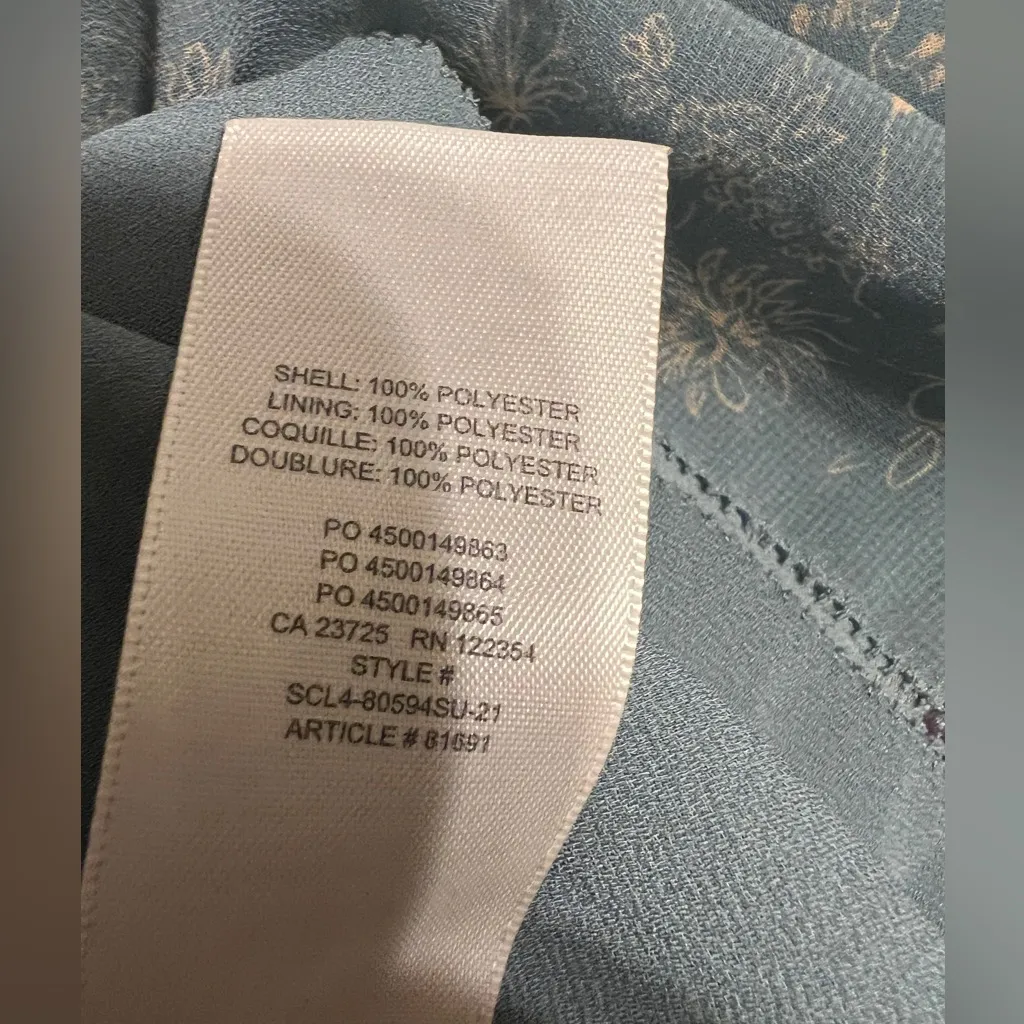 SHELL: 100% POLYESTER
LINING: 100% POLYESTER
COQUILLE: 100% POLYESTER
DOUBLURE: 100% POLYESTER
PO 4500149863
PO 4500149864
PO 4500149865
CA 23725 RN 122354
STYLE #
SCL4-80594SU-21
ARTICLE # 81691